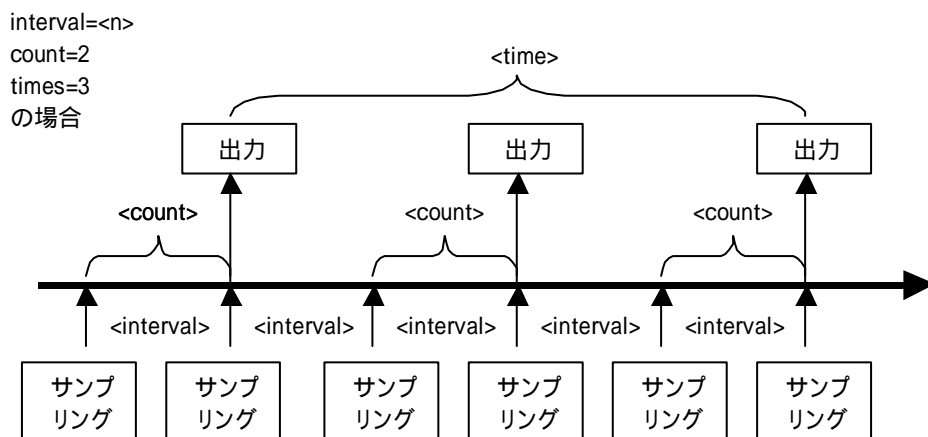 interval=<n>
count=2
times=3
の場合
<time>
出力
出力
出力
<count>
<count>
<count>
<interval>
<interval>
<interval>
<interval>
<interval>
サンプ
リング
サンプ
リング
サンプ
リング
サンプ
リング
サンプ
リング
サンプ
リング